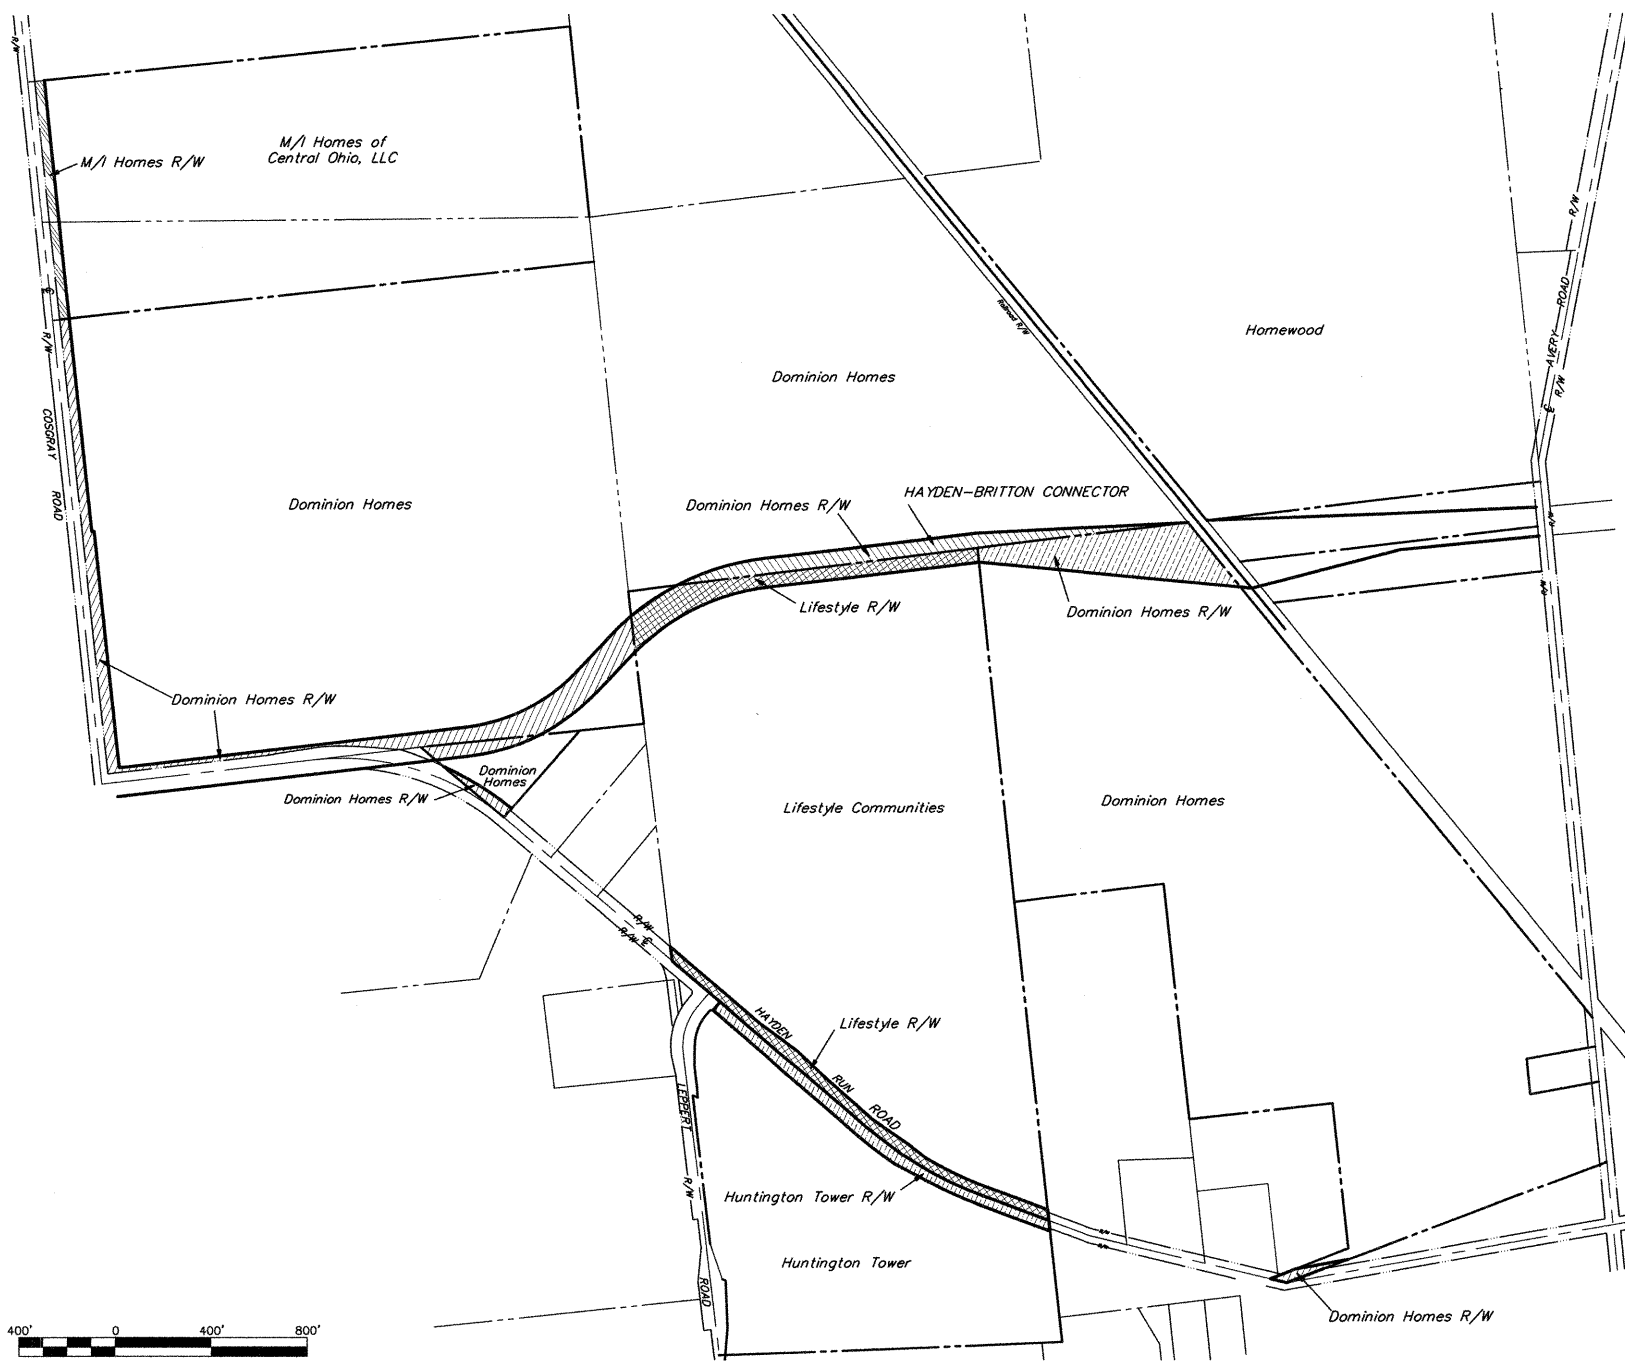 R/W
M/I Homes of
Central Ohio, LLC
M/I Homes R/W
R/W
℄
Railroad R/W
Homewood
AVERY ROAD
R/W
R/W
Dominion Homes
℄
COSGRAY ROAD
Dominion Homes
Dominion Homes R/W
HAYDEN-BRITTON CONNECTOR
R/W
R/W
Lifestyle R/W
Dominion Homes R/W
Dominion Homes R/W
Dominion
Homes
Dominion Homes R/W
Lifestyle Communities
Dominion Homes
R/W
R/W
℄
HAYDEN RUN ROAD
Lifestyle R/W
LEPPERT ROAD
R/W
Huntington Tower R/W
R/W
R/W
Huntington Tower
Dominion Homes R/W
400' 0 400' 800'